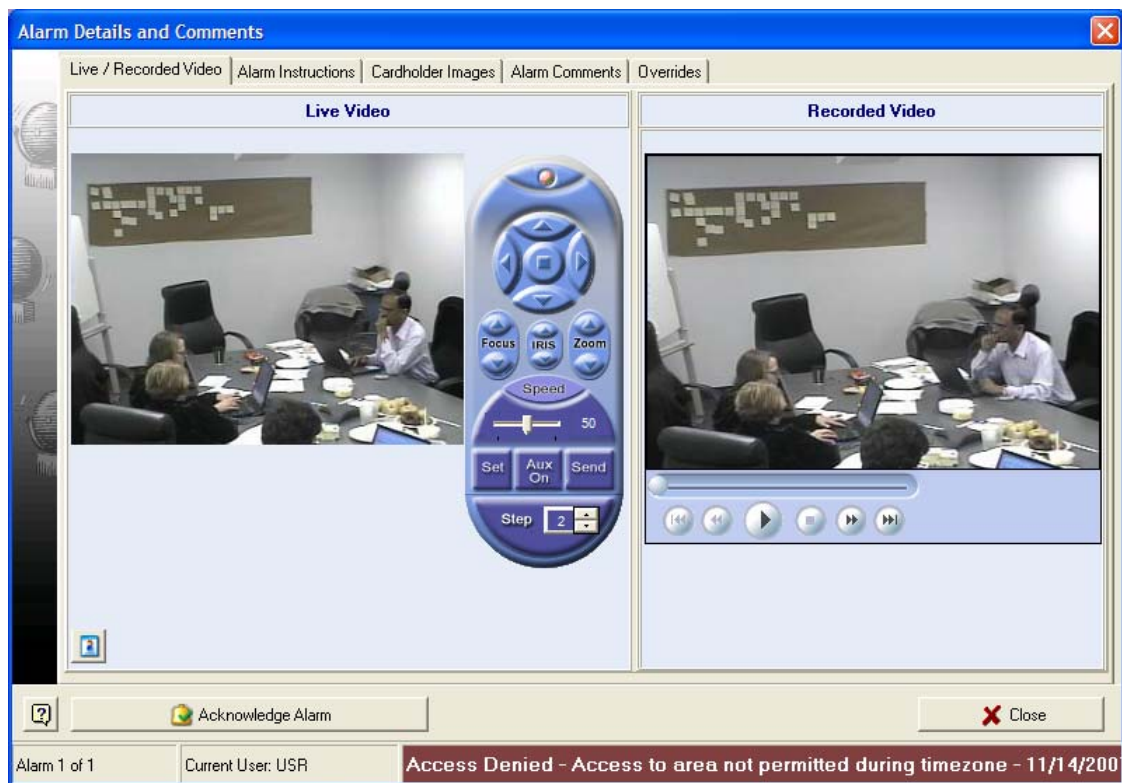 Alarm Details and Comments
Live / Recorded Video
Alarm Instructions
Cardholder Images
Alarm Comments
Overrides
Live Video
Recorded Video
Focus
IRIS
Zoom
Speed
50
Set
Aux On
Send
Step
2
Acknowledge Alarm
Close
Alarm 1 of 1
Current User: USR
Access Denied - Access to area not permitted during timezone - 11/14/200